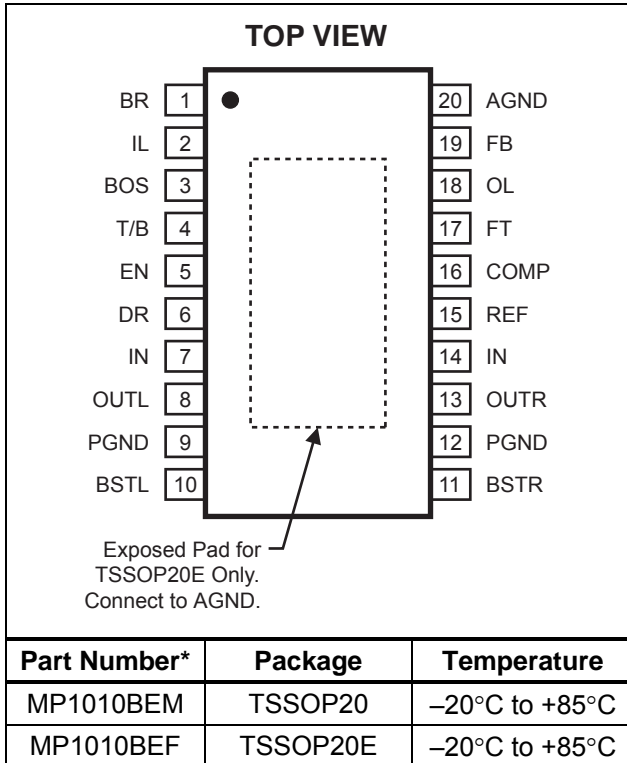 TOP VIEW
BR 1 20 AGND
IL 2 19 FB
BOS 3 18 OL
T/B 4 17 FT
EN 5 16 COMP
DR 6 15 REF
IN 7 14 IN
OUTL 8 13 OUTR
PGND 9 12 PGND
BSTL 10 11 BSTR
Exposed Pad for
TSSOP20E Only.
Connect to AGND.
Part Number* Package Temperature
MP1010BEM TSSOP20 –20°C to +85°C
MP1010BEF TSSOP20E –20°C to +85°C